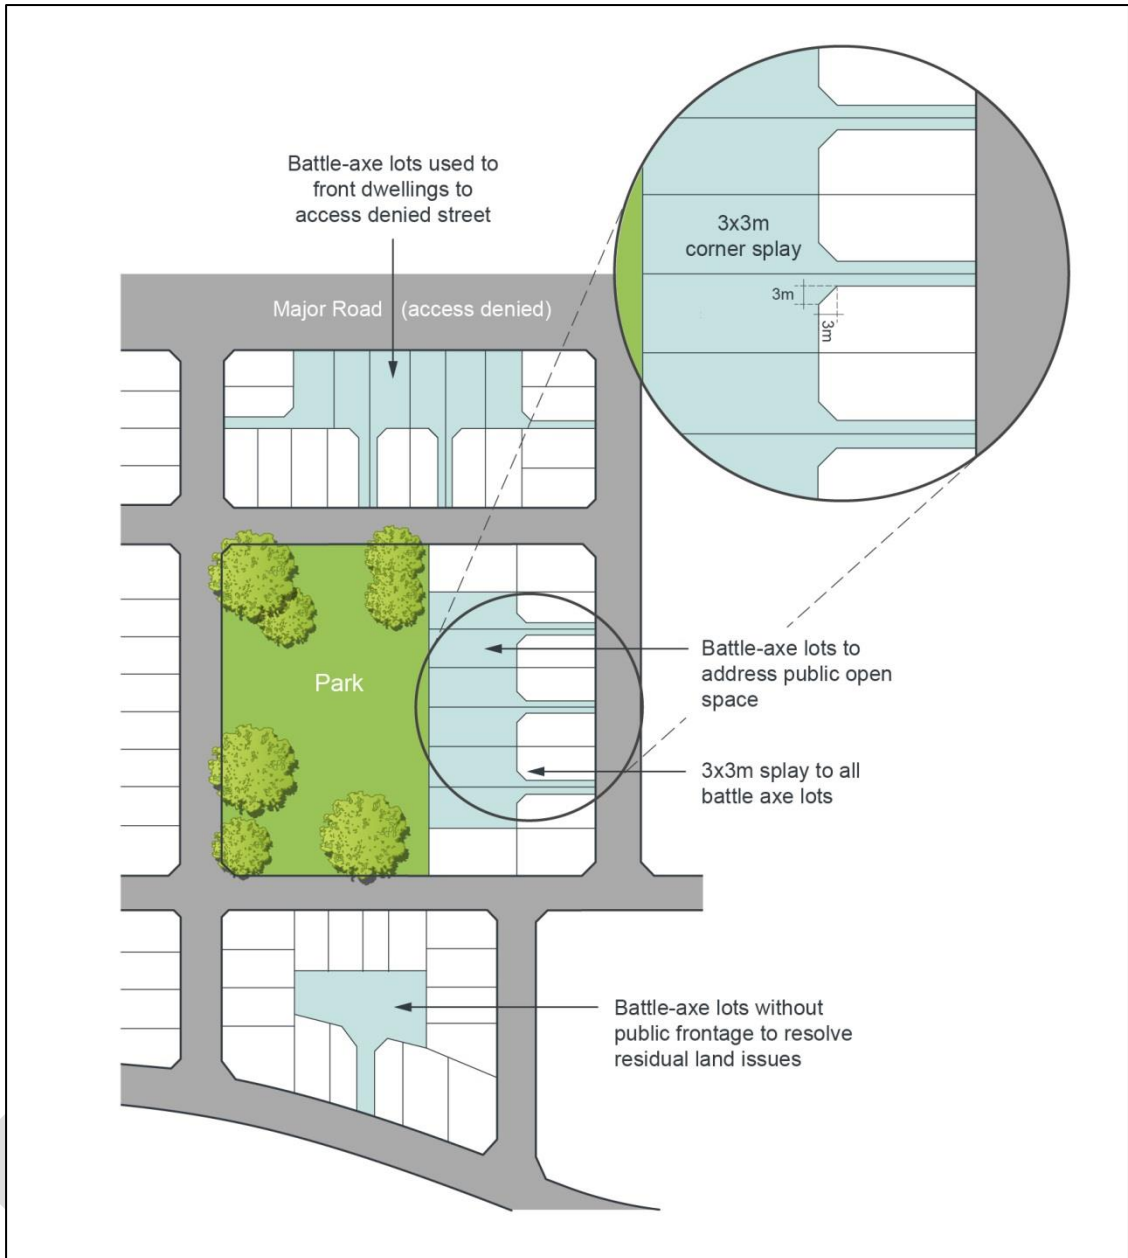 Battle-axe lots used to
front dwellings to
access denied street
3x3m
corner splay
3m
3m
Major Road (access denied)
Park
Battle-axe lots to
address public open
space
3x3m splay to all
battle axe lots
Battle-axe lots without
public frontage to resolve
residual land issues